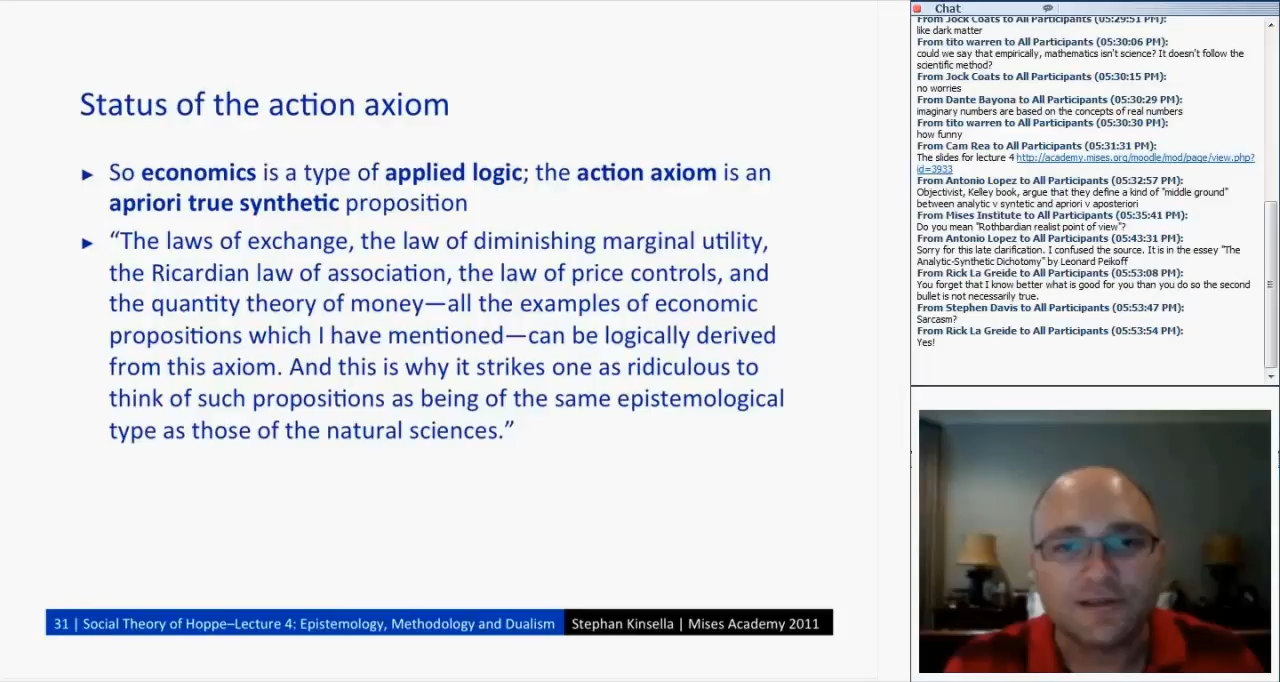 Status of the action axiom
► So economics is a type of applied logic; the action axiom is an
apriori true synthetic proposition
► “The laws of exchange, the law of diminishing marginal utility,
the Ricardian law of association, the law of price controls, and
the quantity theory of money—all the examples of economic
propositions which I have mentioned—can be logically derived
from this axiom. And this is why it strikes one as ridiculous to
think of such propositions as being of the same epistemological
type as those of the natural sciences.”
31 | Social Theory of Hoppe–Lecture 4: Epistemology, Methodology and Dualism
Stephan Kinsella | Mises Academy 2011
Chat
From Jock Coats to All Participants (05:29:51 PM):
like dark matter
From tito warren to All Participants (05:30:06 PM):
could we say that empirically, mathematics isn't science? It doesn't follow the
scientific method?
From Jock Coats to All Participants (05:30:15 PM):
no worries
From Dante Bayona to All Participants (05:30:29 PM):
imaginary numbers are based on the concepts of real numbers
From tito warren to All Participants (05:30:30 PM):
how funny
From Cam Rea to All Participants (05:31:31 PM):
The slides for lecture 4 http://academy.mises.org/moodle/mod/page/view.php?
id=3933
From Antonio Lopez to All Participants (05:32:57 PM):
Objectivist, Kelley book, argue that they define a kind of "middle ground"
between analytic v syntetic and apriori v aposteriori
From Mises Institute to All Participants (05:35:41 PM):
Do you mean "Rothbardian realist point of view"?
From Antonio Lopez to All Participants (05:43:31 PM):
Sorry for this late clarification. I confused the source. It is in the essey "The
Analytic-Synthetic Dichotomy" by Leonard Peikoff
From Rick La Greide to All Participants (05:53:08 PM):
You forget that I know better what is good for you than you do so the second
bullet is not necessarily true.
From Stephen Davis to All Participants (05:53:47 PM):
Sarcasm?
From Rick La Greide to All Participants (05:53:54 PM):
Yes!